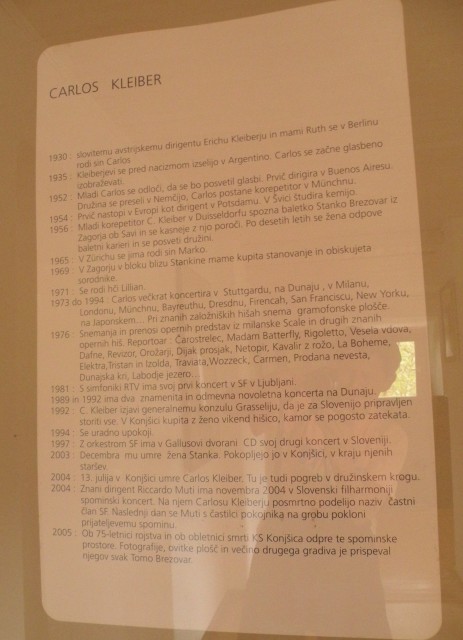 CARLOS KLEIBER
1930 : slovitemu avstrijskemu dirigentu Erichu Kleiberju in mami Ruth se v Berlinu
rodi sin Carlos
1935 : Kleiberjevi se pred nacizmom izselijo v Argentino. Carlos se začne glasbeno
izobraževati.
1952 : Mladi Carlos se odloči, da se bo posvetil glasbi. Prvič dirigira v Buenos Airesu.
Družina se preseli v Nemčijo, Carlos postane korepetitor v Münchnu.
1954 : Prvič nastopi v Evropi kot dirigent v Potsdamu. V Švici študira kemijo.
1956 : Mladi korepetitor C. Kleiber v Duisseldorfu spozna baletko Stanko Brezovar iz
Zagorja ob Savi in se kasneje z njo poroči. Po desetih letih se žena odpove
baletni karieri in se posveti družini.
1965 : V Zürichu se jima rodi sin Marko.
1969 : V Zagorju v bloku blizu Stankine mame kupita stanovanje in obiskujeta
sorodnike.
1971 : Se rodi hči Lillian.
1973 do 1994 : Carlos večkrat koncertira v Stuttgardu, na Dunaju , v Milanu,
Londonu, Münchnu, Bayreuthu, Dresdnu, Firencah, San Franciscu, New Yorku,
na Japonskem... Pri znanih založniških hišah snema gramofonske plošče.
1976 : Snemanja in prenosi opernih predstav iz milanske Scale in drugih znanih
opernih hiš. Reportoar : Čarostrelec, Madam Batterfly, Rigoletto, Vesela vdova,
Dafne, Revizor, Orožarji, Dijak prosjak, Netopir, Kavalir z rožo, La Boheme,
Elektra,Tristan in Izolda, Traviata,Wozzeck, Carmen, Prodana nevesta,
Dunajska kri, Labodje jezero...
1981 : S simfoniki RTV ima svoj prvi koncert v SF v Ljubljani.
1989 in 1992 ima dva znamenita in odmevna novoletna koncerta na Dunaju.
1992 : C. Kleiber izjavi generalnemu konzulu Grasseliju, da je za Slovenijo pripravljen
storiti vse. V Konjšici kupita z ženo vikend hišico, kamor se pogosto zatekata.
1994 : Se uradno upokoji.
1997 : Z orkestrom SF ima v Gallusovi dvorani CD svoj drugi koncert v Sloveniji.
2003 Decembra mu umre žena Stanka. Pokopljejo jo v Konjšici, v kraju njenih
staršev.
2004 : 13. julija v Konjšici umre Carlos Kleiber. Tu je tudi pogreb v družinskem krogu.
2004 : Znani dirigent Riccardo Muti ima novembra 2004 v Slovenski filharmoniji
spominski koncert. Na njem Carlosu Kleiberju posmrtno podelijo naziv častni
član SF. Naslednji dan se Muti s častilci pokojnika na grobu pokloni
prijateljevemu spominu.
2005 : Ob 75-letnici rojstva in ob obletnici smrti KS Konjšica odpre te spominske
prostore. Fotografije, ovitke plošč in večino drugega gradiva je prispeval
njegov svak Tomo Brezovar.